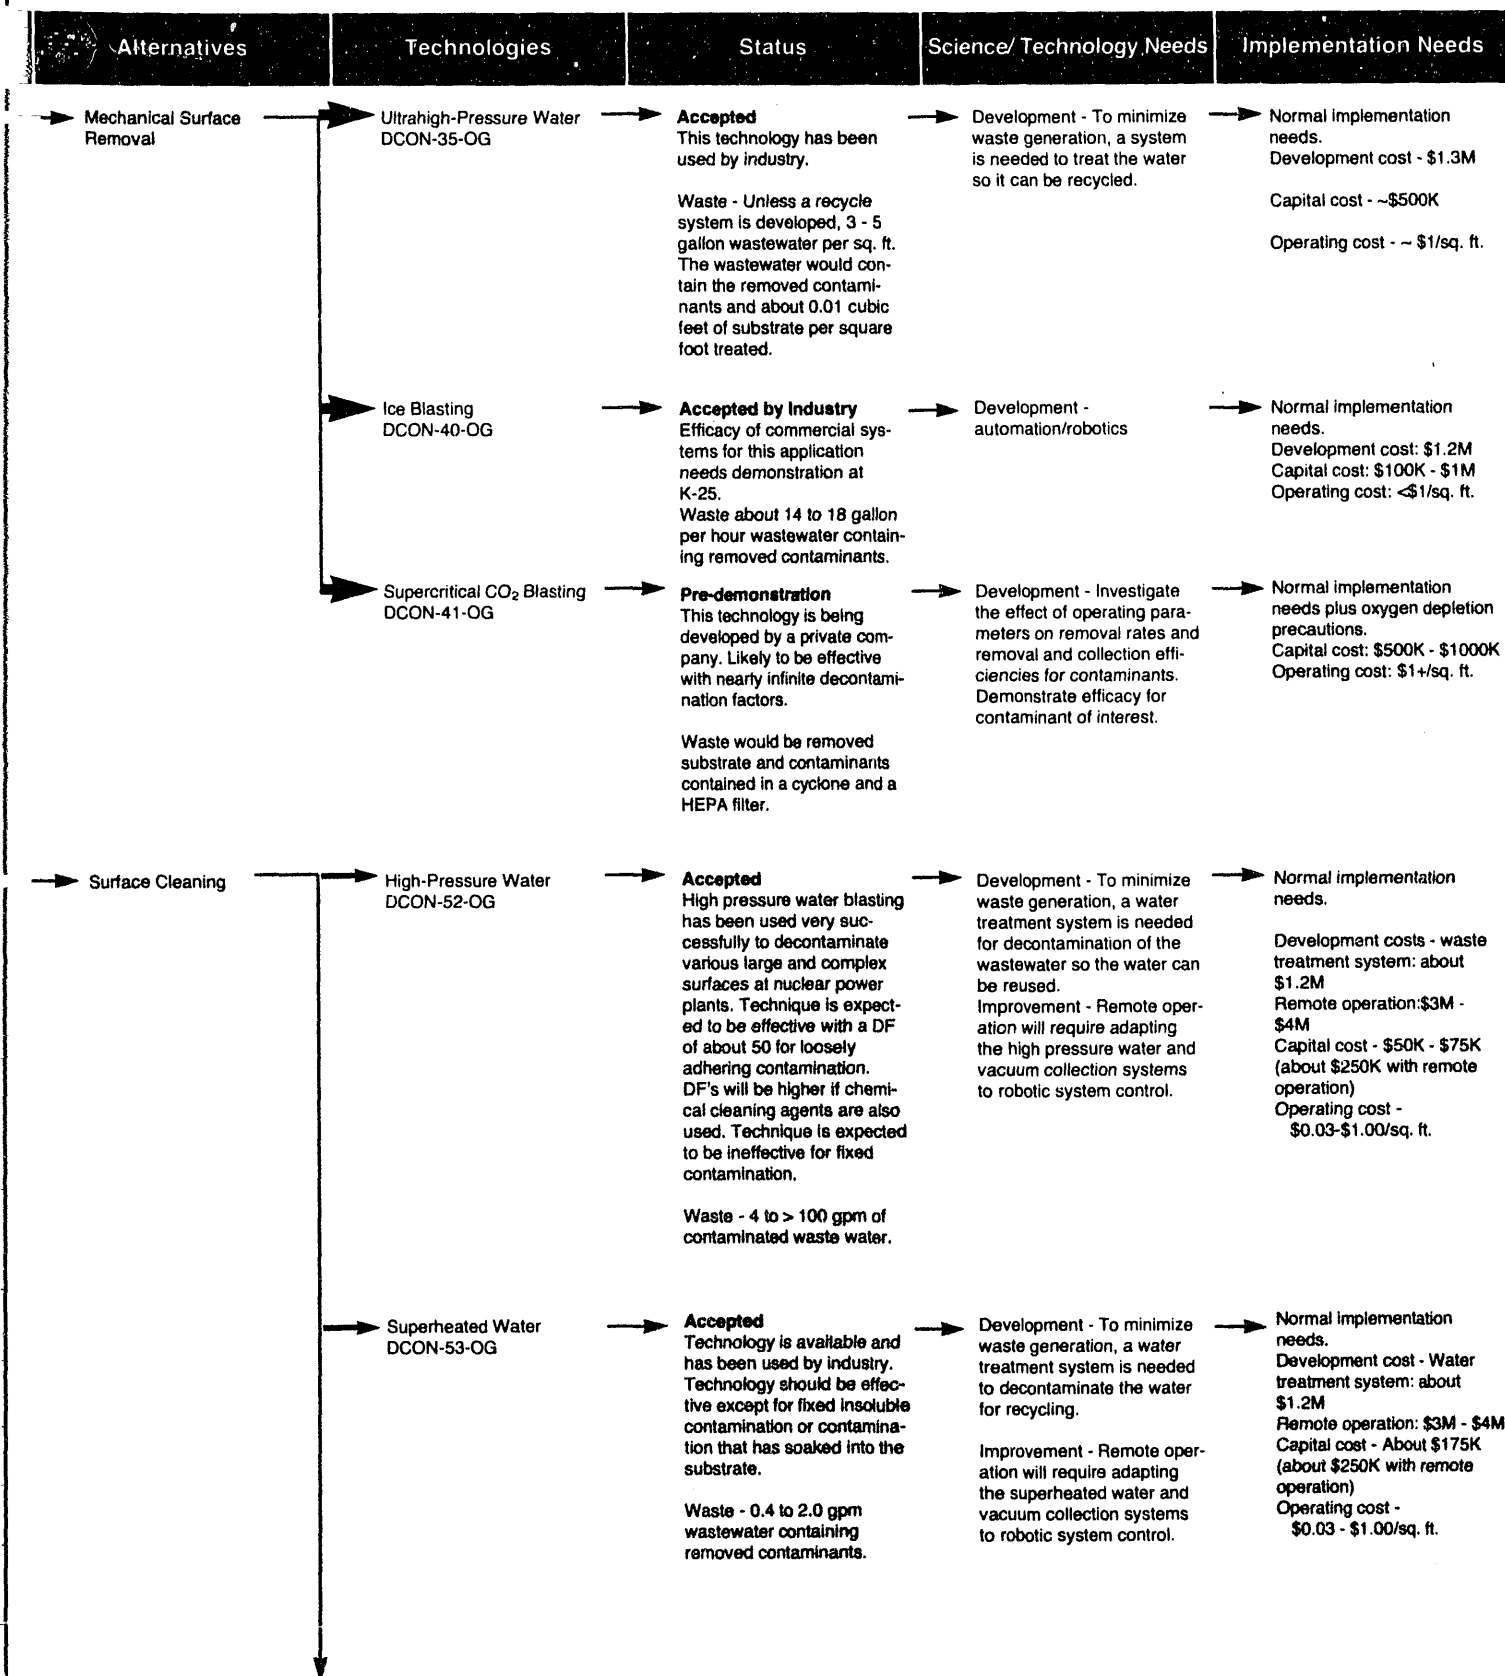 Alternatives
Technologies
Status
Science/ Technology Needs
Implementation Needs
Mechanical Surface
Removal
Ultrahigh-Pressure Water
DCON-35-OG
Accepted
This technology has been
used by industry.
Waste - Unless a recycle
system is developed, 3 - 5
gallon wastewater per sq. ft.
The wastewater would con-
tain the removed contami-
nants and about 0.01 cubic
feet of substrate per square
foot treated.
Development - To minimize
waste generation, a system
is needed to treat the water
so it can be recycled.
Normal implementation
needs.
Development cost - $1.3M
Capital cost - ~$500K
Operating cost - ~ $1/sq. ft.
Ice Blasting
DCON-40-OG
Accepted by Industry
Efficacy of commercial sys-
tems for this application
needs demonstration at
K-25.
Waste about 14 to 18 gallon
per hour wastewater contain-
ing removed contaminants.
Development -
automation/robotics
Normal implementation
needs.
Development cost: $1.2M
Capital cost: $100K - $1M
Operating cost: <$1/sq. ft.
Supercritical CO₂ Blasting
DCON-41-OG
Pre-demonstration
This technology is being
developed by a private com-
pany. Likely to be effective
with nearly infinite decontami-
nation factors.
Waste would be removed
substrate and contaminants
contained in a cyclone and a
HEPA filter.
Development - Investigate
the effect of operating para-
meters on removal rates and
removal and collection effi-
ciencies for contaminants.
Demonstrate efficacy for
contaminant of interest.
Normal implementation
needs plus oxygen depletion
precautions.
Capital cost: $500K - $1000K
Operating cost: $1+/sq. ft.
Surface Cleaning
High-Pressure Water
DCON-52-OG
Accepted
High pressure water blasting
has been used very suc-
cessfully to decontaminate
various large and complex
surfaces at nuclear power
plants. Technique is expect-
ed to be effective with a DF
of about 50 for loosely
adhering contamination.
DF's will be higher if chemi-
cal cleaning agents are also
used. Technique is expected
to be ineffective for fixed
contamination.
Waste - 4 to > 100 gpm of
contaminated waste water.
Development - To minimize
waste generation, a water
treatment system is needed
for decontamination of the
wastewater so the water can
be reused.
Improvement - Remote oper-
ation will require adapting
the high pressure water and
vacuum collection systems
to robotic system control.
Normal implementation
needs.
Development costs - waste
treatment system: about
$1.2M
Remote operation:$3M -
$4M
Capital cost - $50K - $75K
(about $250K with remote
operation)
Operating cost -
$0.03-$1.00/sq. ft.
Superheated Water
DCON-53-OG
Accepted
Technology is available and
has been used by industry.
Technology should be effec-
tive except for fixed insoluble
contamination or contamina-
tion that has soaked into the
substrate.
Waste - 0.4 to 2.0 gpm
wastewater containing
removed contaminants.
Development - To minimize
waste generation, a water
treatment system is needed
to decontaminate the water
for recycling.
Improvement - Remote oper-
ation will require adapting
the superheated water and
vacuum collection systems
to robotic system control.
Normal implementation
needs.
Development cost - Water
treatment system: about
$1.2M
Remote operation: $3M - $4M
Capital cost - About $175K
(about $250K with remote
operation)
Operating cost -
$0.03 - $1.00/sq. ft.